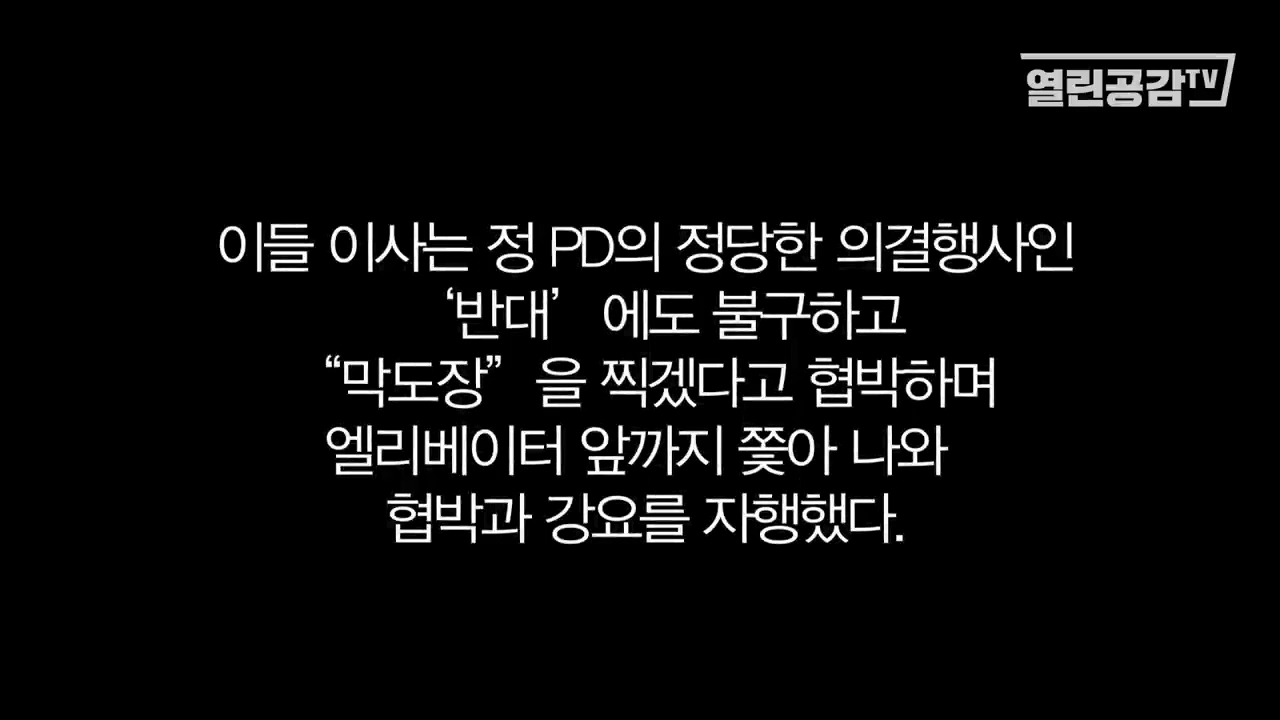 열린공감TV
이들 이사는 정 PD의 정당한 의결행사인
‘반대’ 에도 불구하고
“막도장” 을 찍겠다고 협박하며
엘리베이터 앞까지 쫓아 나와
협박과 강요를 자행했다.